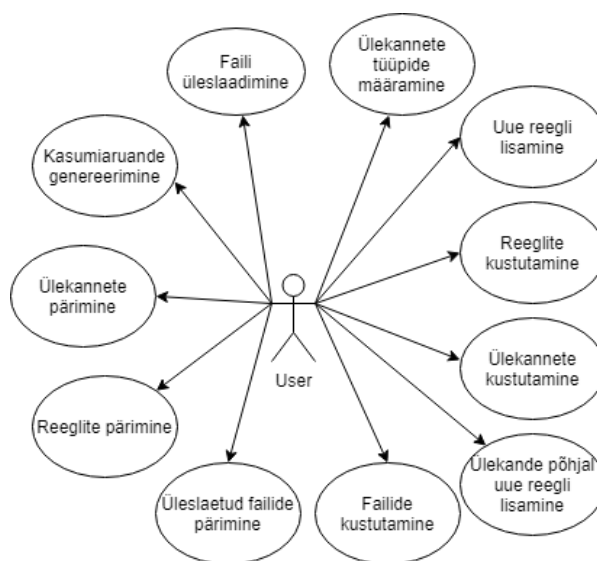 Faili
üleslaadimine
Ülekannete
tüüpide
määramine
Uue reegli
lisamine
Kasumiaruande
genereerimine
Reeglite
kustutamine
Ülekannete
pärimine
Ülekannete
kustutamine
User
Reeglite pärimine
Ülekande põhjal
uue reegli
lisamine
Üleslaetud failide
pärimine
Failide
kustutamine